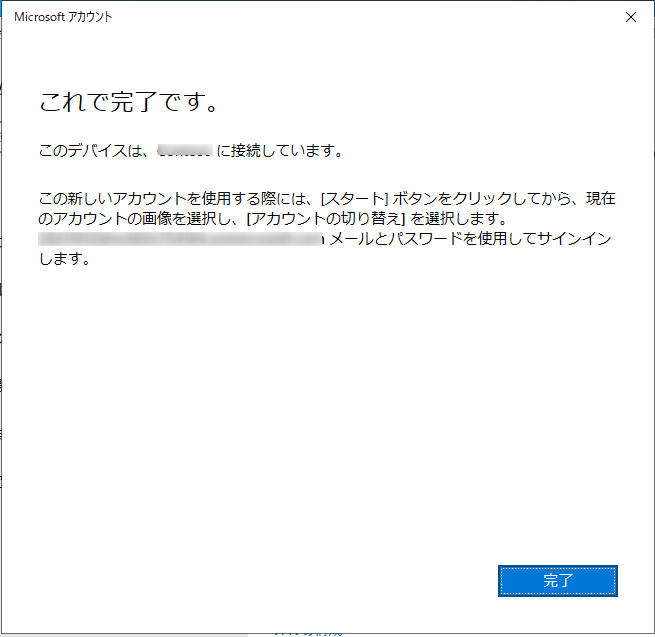 Microsoft アカウント
これで完了です。
このデバイスは、 に接続しています。
この新しいアカウントを使用する際には、[スタート] ボタンをクリックしてから、現在
のアカウントの画像を選択し、[アカウントの切り替え] を選択します。
メールとパスワードを使用してサインイン
します。
完了